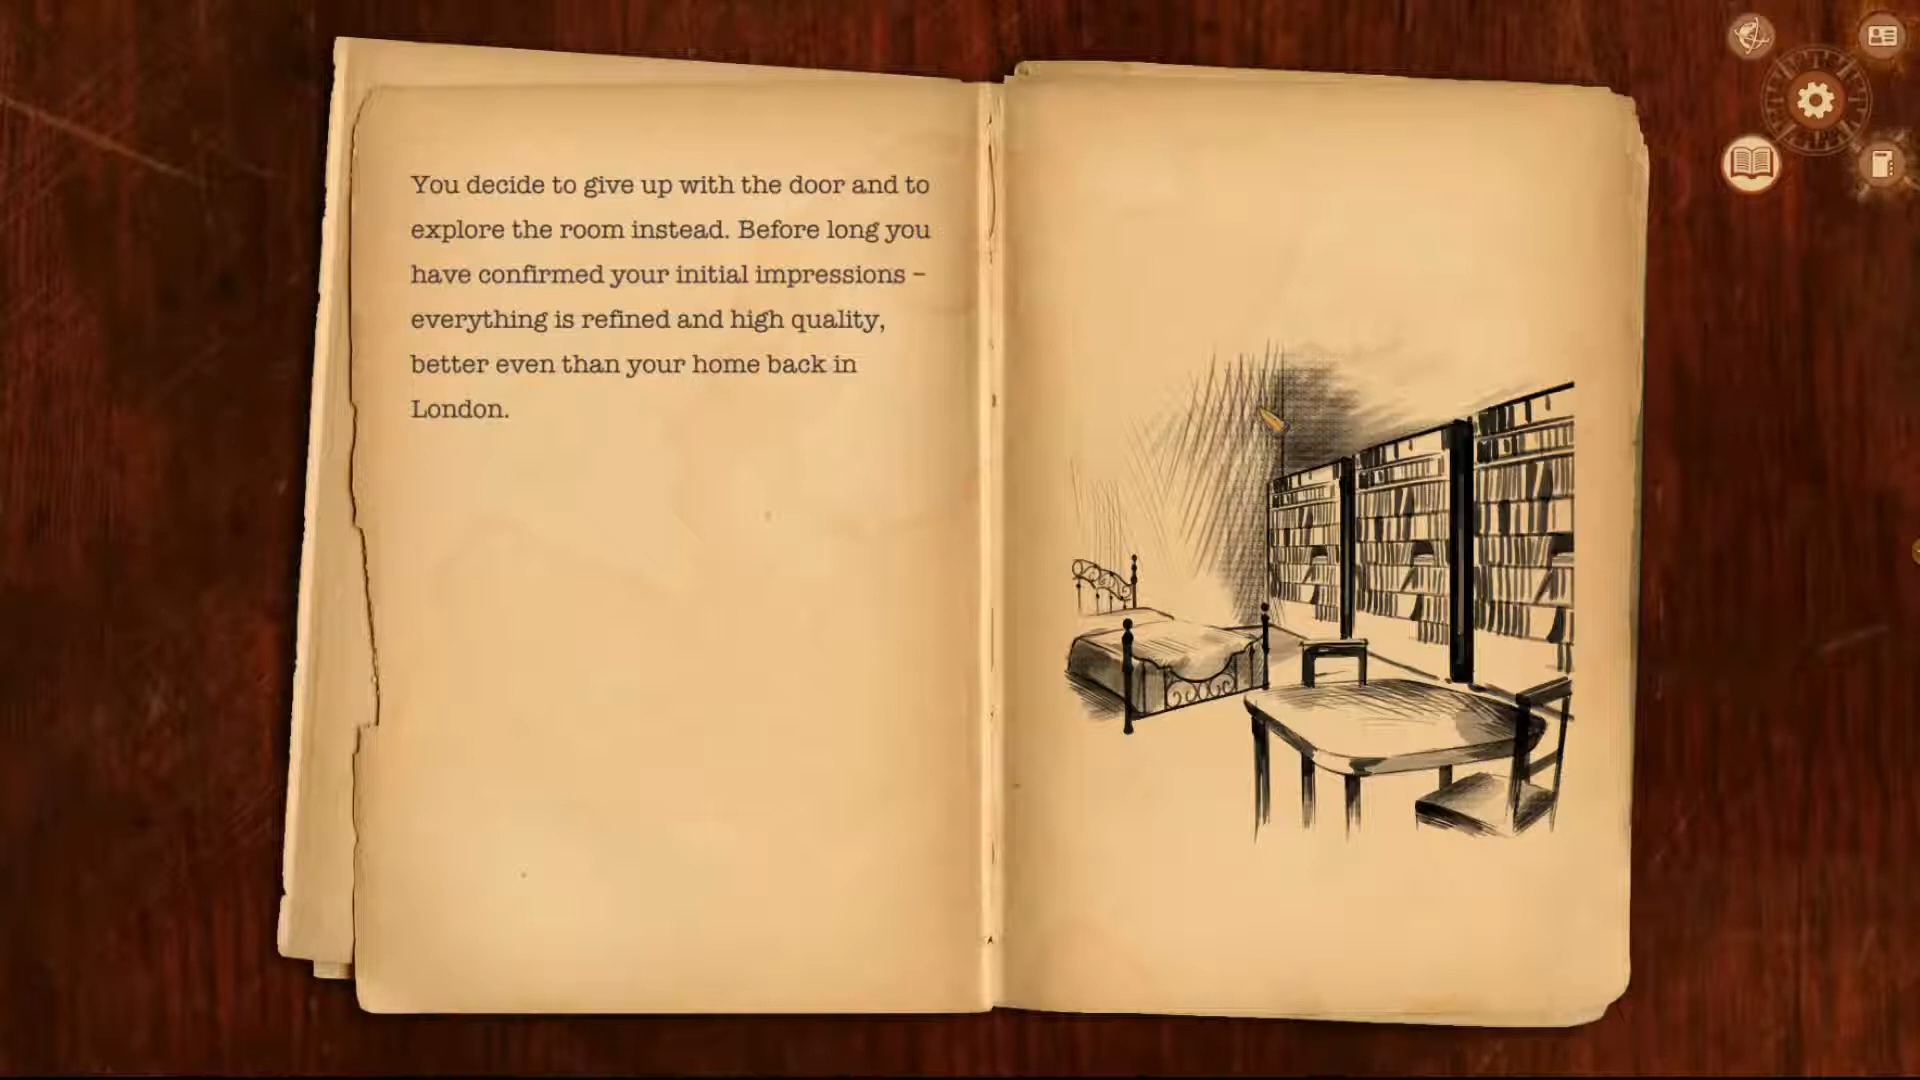 You decide to give up with the door and to
explore the room instead. Before long you
have confirmed your initial impressions –
everything is refined and high quality,
better even than your home back in
London.